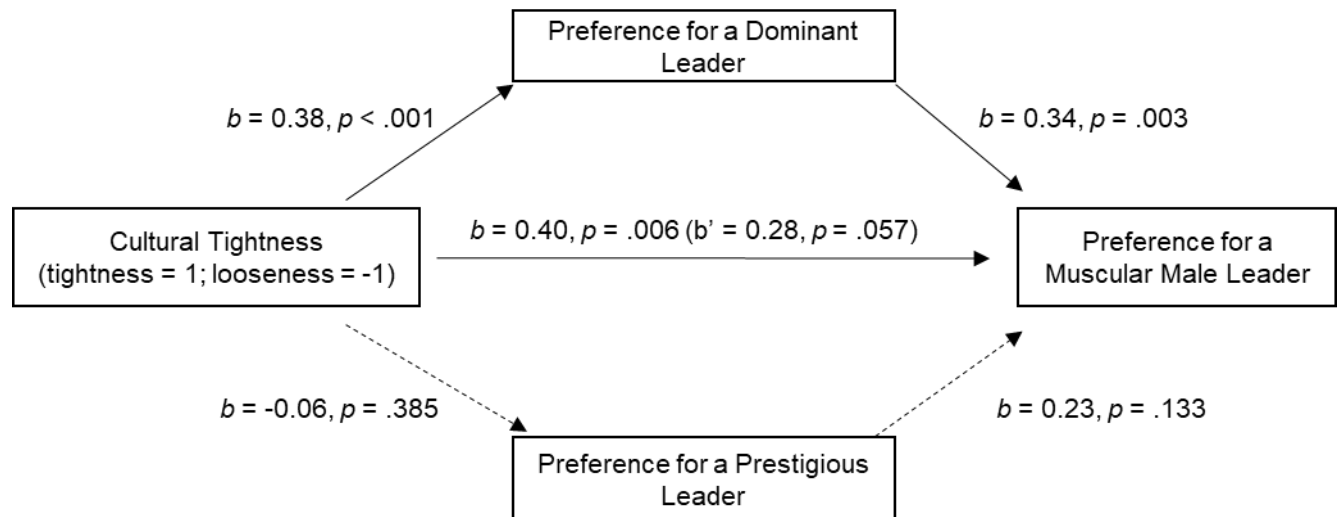 Preference for a Dominant
Leader
b = 0.38, p < .001
b = 0.34, p = .003
Cultural Tightness
(tightness = 1; looseness = -1)
b = 0.40, p = .006 (b’ = 0.28, p = .057)
Preference for a
Muscular Male Leader
b = -0.06, p = .385
b = 0.23, p = .133
Preference for a Prestigious
Leader